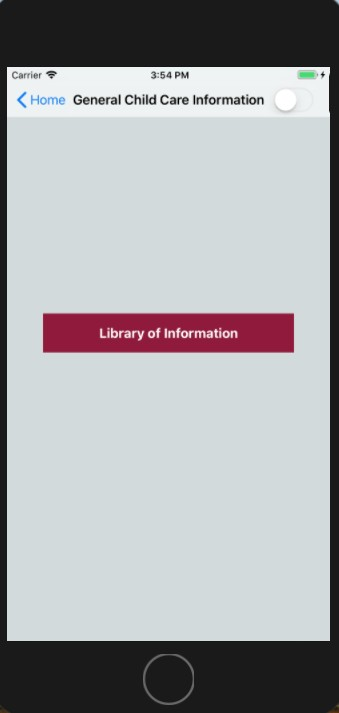 Carrier 3:54 PM
Home General Child Care Information
Library of Information